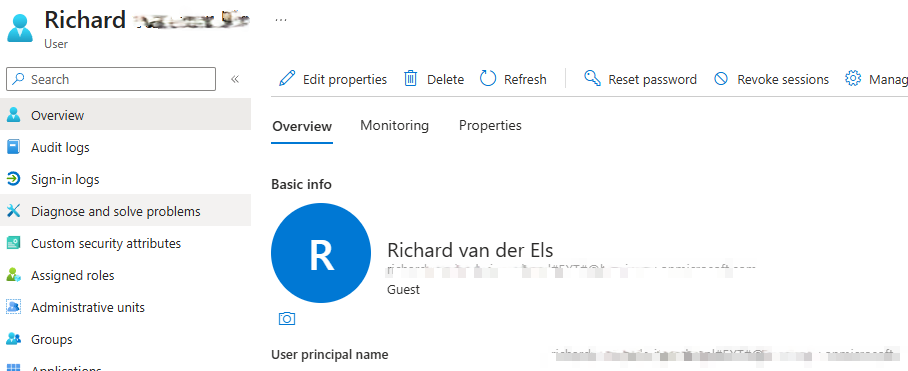 Richard
...
User
Search
«
Edit properties
Delete
Refresh
Reset password
Revoke sessions
Manag
Overview
Audit logs
Sign-in logs
Diagnose and solve problems
Custom security attributes
Assigned roles
Administrative units
Groups
Applications
Overview
Monitoring
Properties
Basic info
R
Richard van der Els
Guest
User principal name